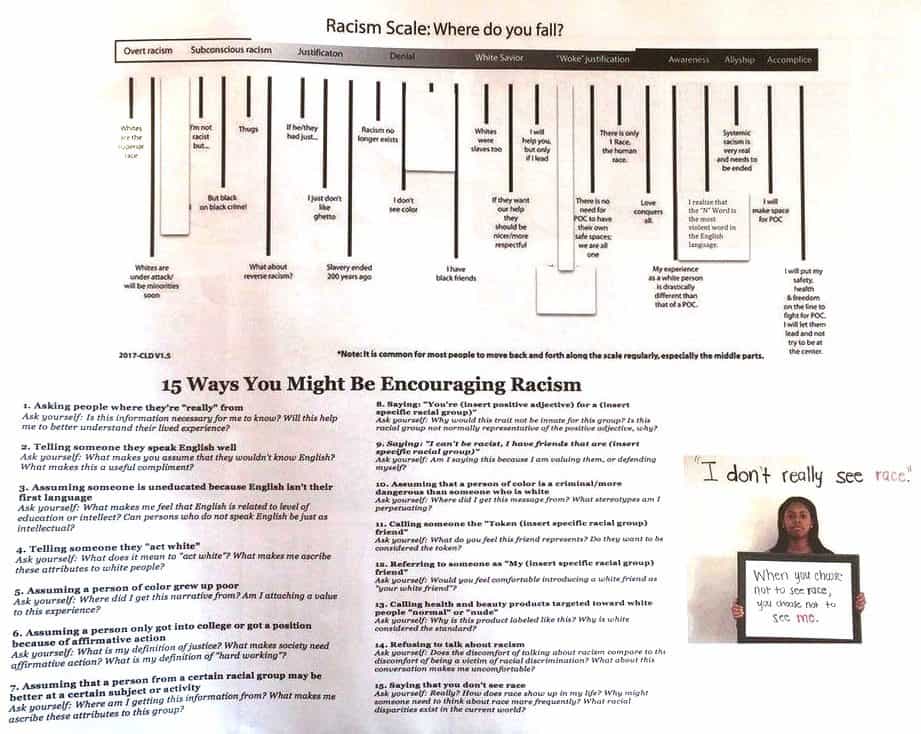 Racism Scale: Where do you fall?
Overt racism
Subconscious racism
Justificaton
Denial
White Savior
"Woke" justification
Awareness
Allyship
Accomplice
Whites
are the
superior
race
Whites are
under attack/
will be minorities
soon
I'm not
racist
but...
But black
on black crime!
Thugs
What about
reverse racism?
If he/they
had just...
I just don't
like
ghetto
Slavery ended
200 years ago
Racism no
longer exists
I don't
see color
I have
black friends
Whites
were
slaves too
If they want
our help
they
should be
nicer/more
respectful
I will
help you,
but only
if I lead
There is no
need for
POC to have
their own
safe spaces;
we are all
one
There is only
1 Race,
the human
race.
Love
conquers
all.
My experience
as a white person
is drastically
different than
that of a POC.
I realize that
the "N" Word is
the most
violent word in
the English
language.
Systemic
racism is
very real
and needs to
be ended
I will
make space
for POC
I will put my
safety,
health
& freedom
on the line to
fight for POC.
I will let them
lead and not
try to be at
the center.
2017-CLD V1.5
*Note: It is common for most people to move back and forth along the scale regularly, especially the middle parts.
15 Ways You Might Be Encouraging Racism
1. Asking people where they're "really" from
Ask yourself: Is this information necessary for me to know? Will this help
me to better understand their lived experience?
2. Telling someone they speak English well
Ask yourself: What makes you assume that they wouldn't know English?
What makes this a useful compliment?
3. Assuming someone is uneducated because English isn't their
first language
Ask yourself: What makes me feel that English is related to level of
education or intellect? Can persons who do not speak English be just as
intellectual?
4. Telling someone they "act white"
Ask yourself: What does it mean to "act white"? What makes me ascribe
these attributes to white people?
5. Assuming a person of color grew up poor
Ask yourself: Where did I get this narrative from? Am I attaching a value
to this experience?
6. Assuming a person only got into college or got a position
because of affirmative action
Ask yourself: What is my definition of justice? What makes society need
affirmative action? What is my definition of "hard working"?
7. Assuming that a person from a certain racial group may be
better at a certain subject or activity
Ask yourself: Where am I getting this information from? What makes me
ascribe these attributes to this group?
8. Saying: "You're (insert positive adjective) for a (insert
specific racial group)"
Ask yourself: Why would this trait not be innate for this group? Is this
racial group not normally representative of the positive adjective, why?
9. Saying: "I can't be racist, I have friends that are (insert
specific racial group)"
Ask yourself: Am I saying this because I am valuing them, or defending
myself?
10. Assuming that a person of color is a criminal/more
dangerous than someone who is white
Ask yourself: Where did I get this message from? What stereotypes am I
perpetuating?
11. Calling someone the "Token (insert specific racial group)
friend"
Ask yourself: What do you feel this friend represents? Do they want to be
considered the token?
12. Referring to someone as "My (insert specific racial group)
friend"
Ask yourself: Would you feel comfortable introducing a white friend as
"your white friend"?
13. Calling health and beauty products targeted toward white
people "normal" or "nude"
Ask yourself: Why is this product labeled like this? Why is white
considered the standard?
14. Refusing to talk about racism
Ask yourself: Does the discomfort of talking about racism compare to the
discomfort of being a victim of racial discrimination? What about this
conversation makes me uncomfortable?
15. Saying that you don't see race
Ask yourself: Really? How does race show up in my life? Why might
someone need to think about race more frequently? What racial
disparities exist in the current world?
"I don't really see race."
When you choose
not to see race,
you choose not to
see me.